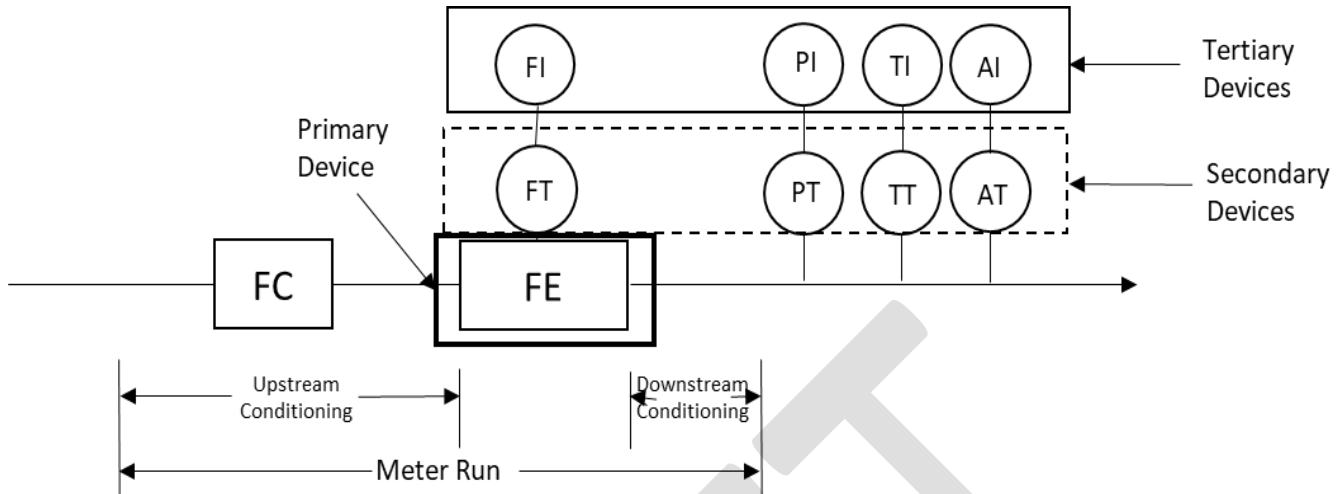 FI
PI
TI
AI
Tertiary
Devices
Primary
Device
FT
PT
TT
AT
Secondary
Devices
FC
FE
Upstream
Conditioning
Downstream
Conditioning
Meter Run